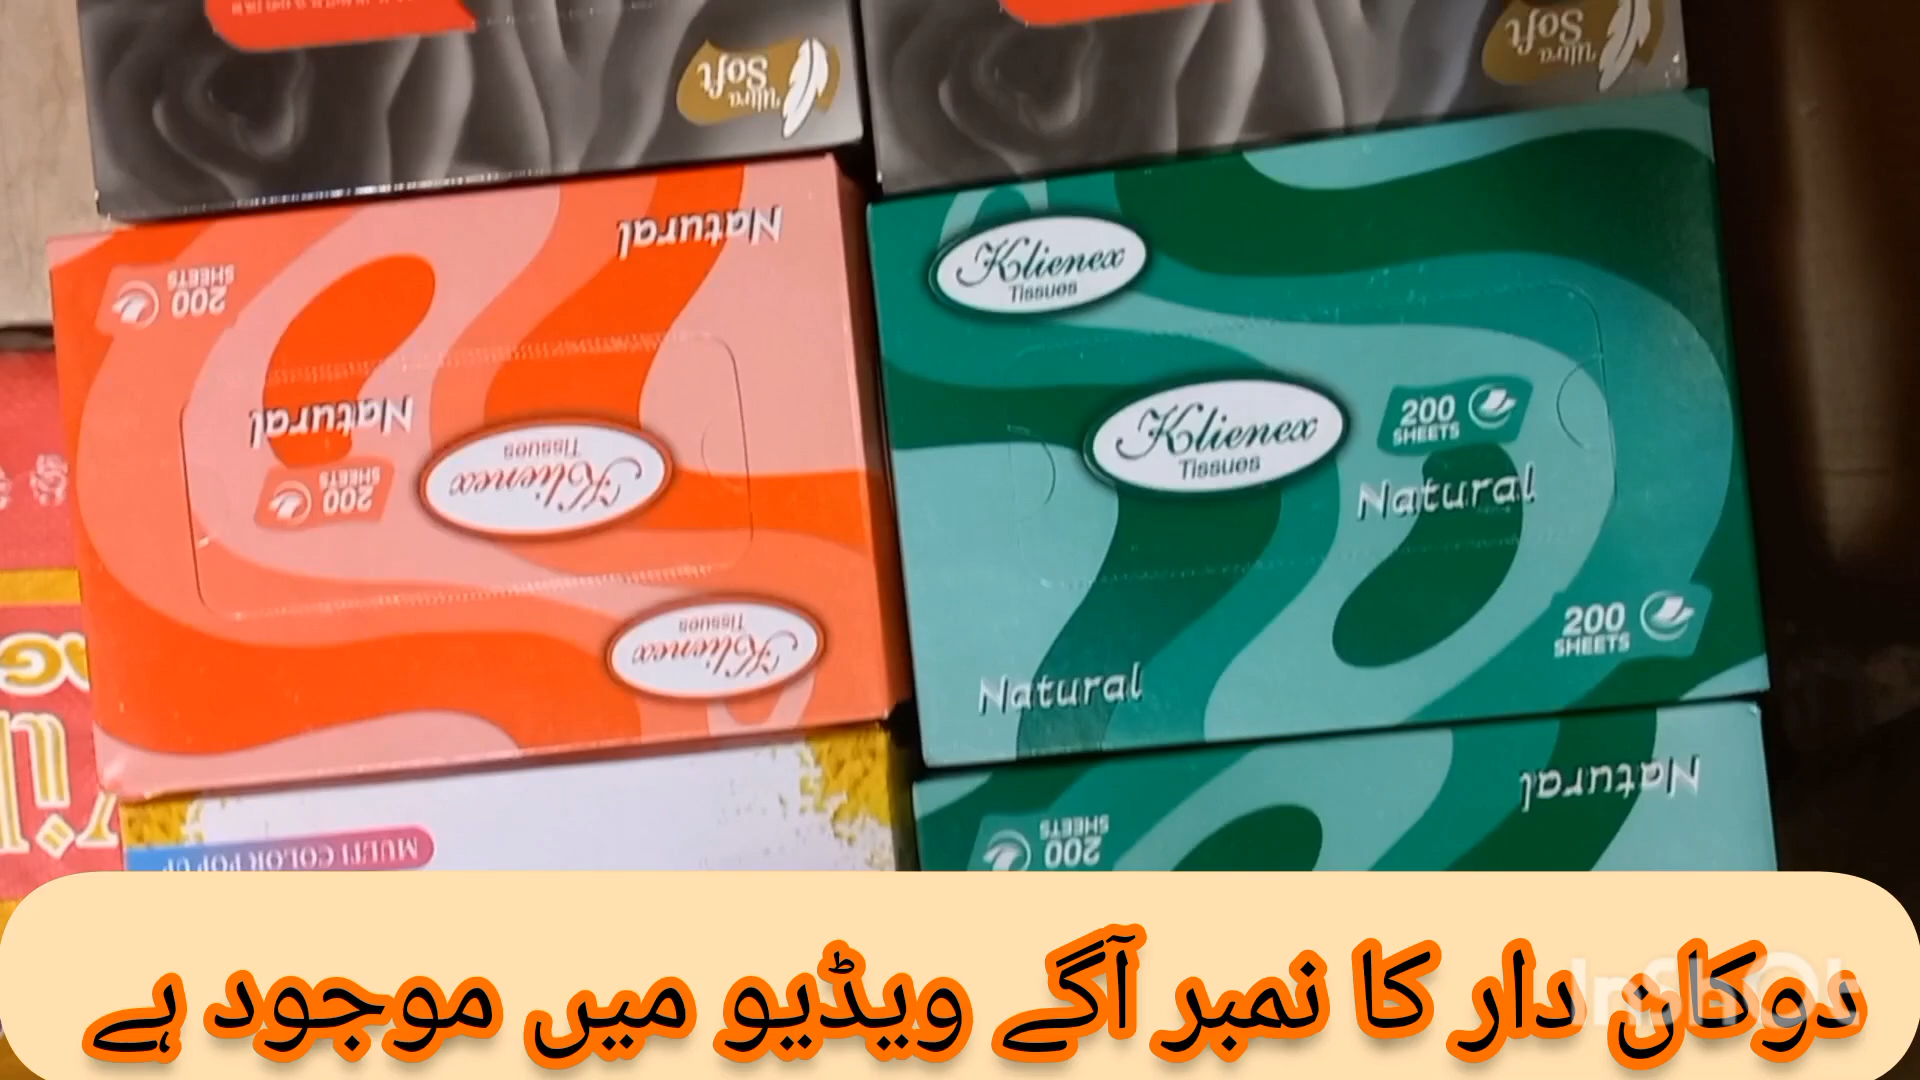 Ultra
Soft
Ultra
Soft
Natural
200
SHEETS
Natural
200
SHEETS
Klienex
Tissues
Klienex
Tissues
Klienex
Tissues
Klienex
Tissues
200
SHEETS
Natural
200
SHEETS
Natural
Natural
200
SHEETS
MULTI COLOR POP UP
دوکان دار کا نمبر آگے ویڈیو میں موجود ہے
InShOt